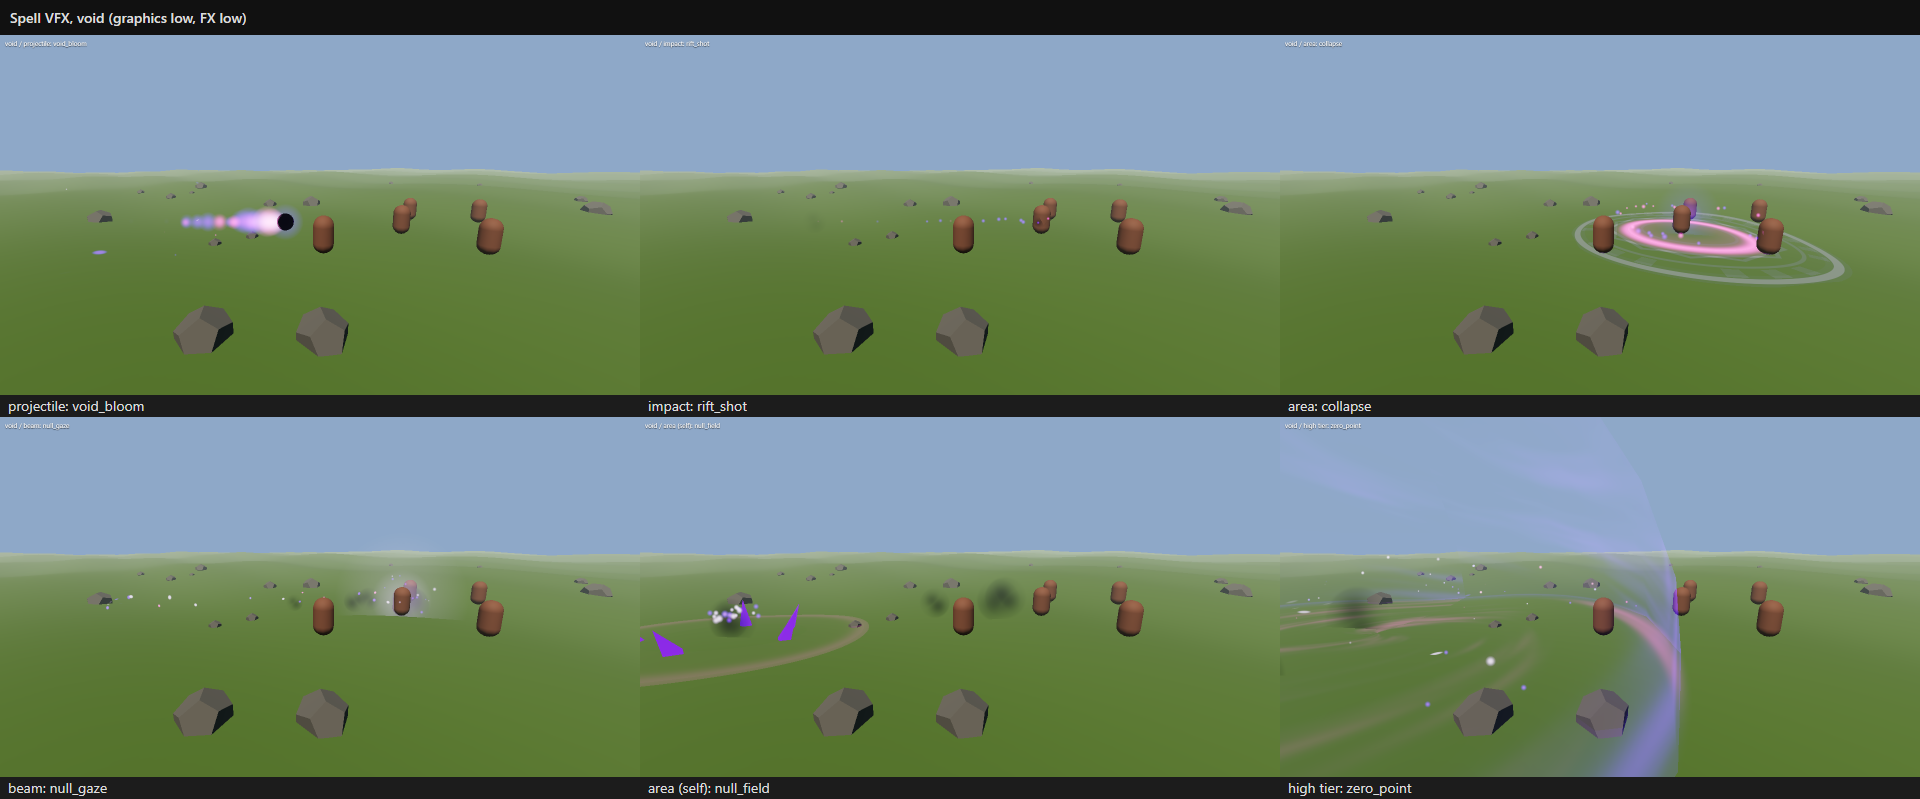 Spell VFX, void (graphics low, FX low)
void / projectile: void_bloom
void / impact: rift_shot
void / area: collapse
projectile: void_bloom
impact: rift_shot
area: collapse
void / beam: null_gaze
void / area (self): null_field
void / high tier: zero_point
beam: null_gaze
area (self): null_field
high tier: zero_point